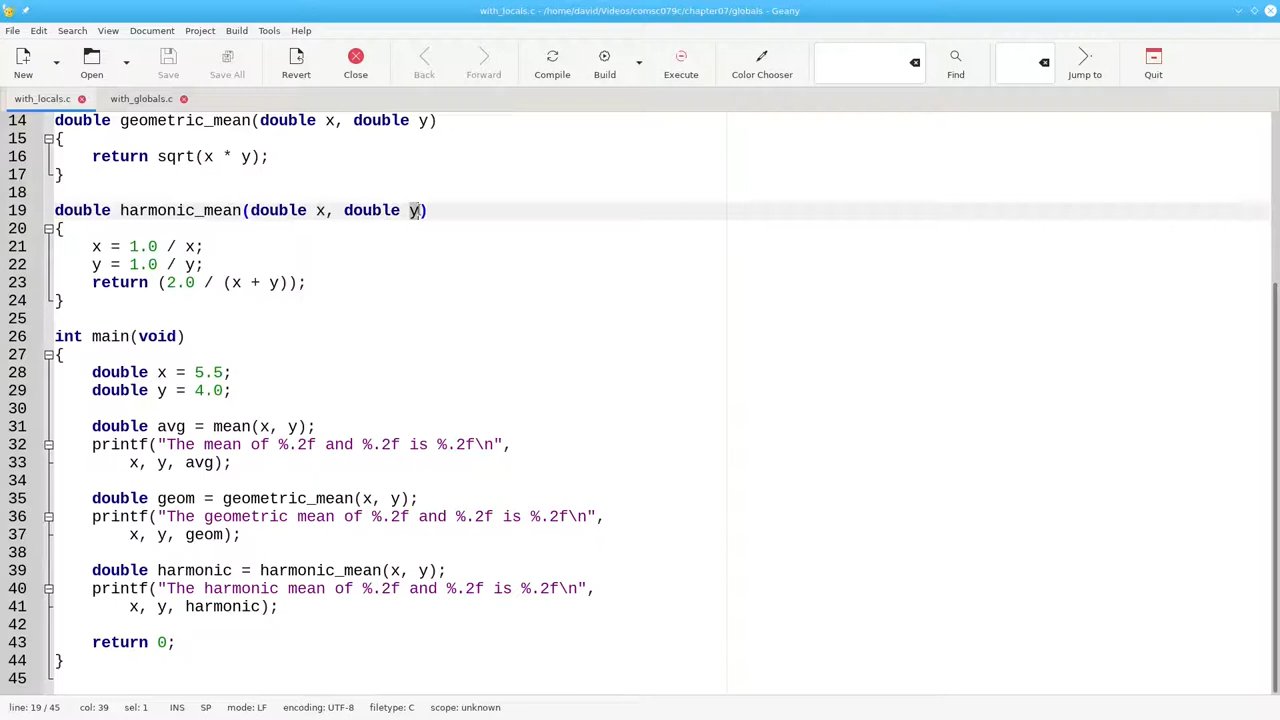 with_locals.c - /home/david/Videos/comsc079c/chapter07/globals - Geany
File Edit Search View Document Project Build Tools Help
New Open Save Save All Revert Close Back Forward Compile Build Execute Color Chooser Find Jump to Quit
with_locals.c with_globals.c
14 double geometric_mean(double x, double y)
15 {
16     return sqrt(x * y);
17 }
18
19 double harmonic_mean(double x, double y)
20 {
21     x = 1.0 / x;
22     y = 1.0 / y;
23     return (2.0 / (x + y));
24 }
25
26 int main(void)
27 {
28     double x = 5.5;
29     double y = 4.0;
30
31     double avg = mean(x, y);
32     printf("The mean of %.2f and %.2f is %.2f\n",
33         x, y, avg);
34
35     double geom = geometric_mean(x, y);
36     printf("The geometric mean of %.2f and %.2f is %.2f\n",
37         x, y, geom);
38
39     double harmonic = harmonic_mean(x, y);
40     printf("The harmonic mean of %.2f and %.2f is %.2f\n",
41         x, y, harmonic);
42
43     return 0;
44 }
45
line: 19 / 45 col: 39 sel: 1 INS SP mode: LF encoding: UTF-8 filetype: C scope: unknown